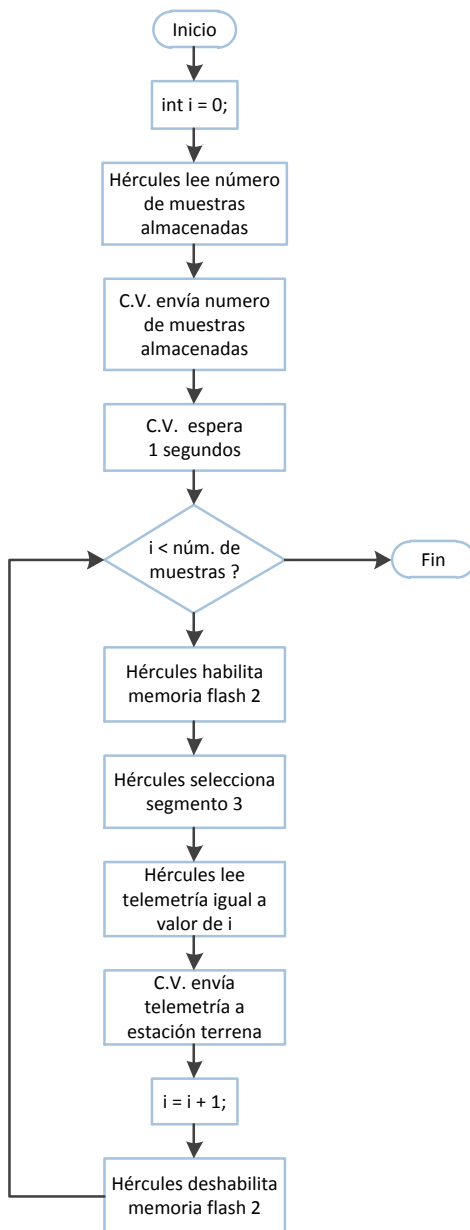 Inicio
int i = 0;
Hércules lee número
de muestras
almacenadas
C.V. envía numero
de muestras
almacenadas
C.V. espera
1 segundos
i < núm. de
muestras ?
Fin
Hércules habilita
memoria flash 2
Hércules selecciona
segmento 3
Hércules lee
telemetría igual a
valor de i
C.V. envía
telemetría a
estación terrena
i = i + 1;
Hércules deshabilita
memoria flash 2